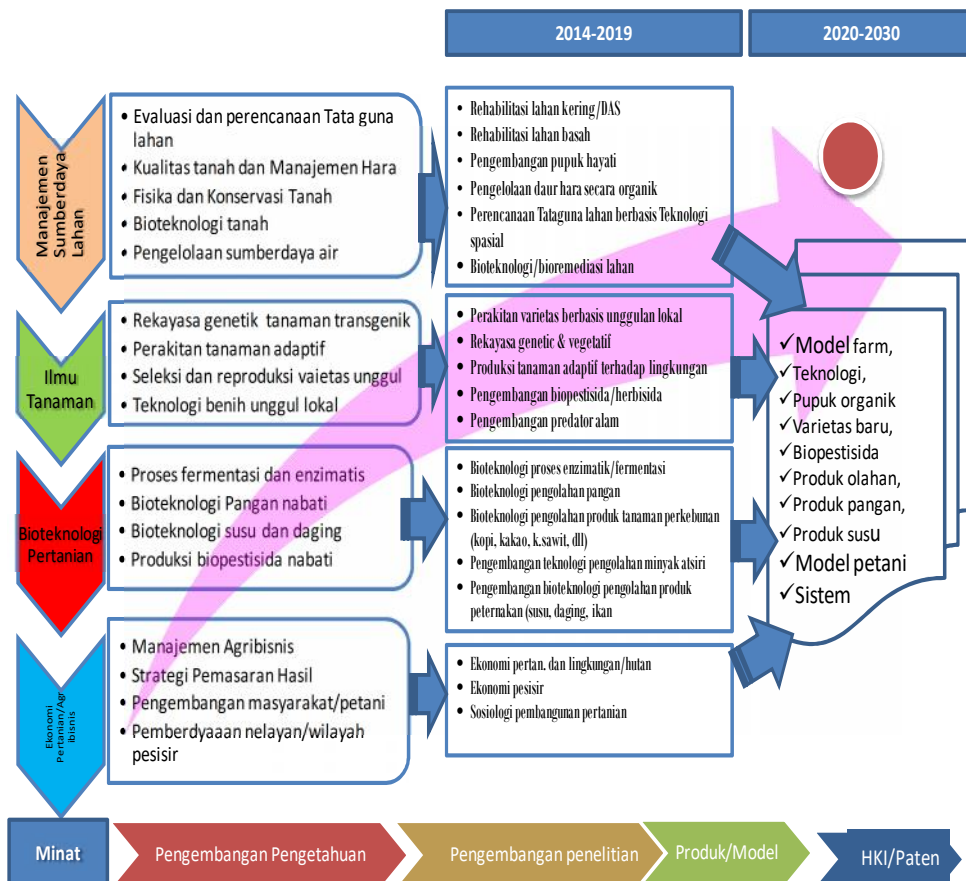 2014-2019
2020-2030
Manajemen
Sumberdaya
Lahan
• Evaluasi dan perencanaan Tata guna
lahan
• Kualitas tanah dan Manajemen Hara
• Fisika dan Konservasi Tanah
• Bioteknologi tanah
• Pengelolaan sumberdaya air
• Rehabilitasi lahan kering/DAS
• Rehabilitasi lahan basah
• Pengembangan pupuk hayati
• Pengelolaan daur hara secara organik
• Perencanaan Tataguna lahan berbasis Teknologi
spasial
• Bioteknologi/bioremediasi lahan
Ilmu
Tanaman
• Rekayasa genetik tanaman transgenik
• Perakitan tanaman adaptif
• Seleksi dan reproduksi vaietas unggul
• Teknologi benih unggul lokal
• Perakitan varietas berbasis unggulan lokal
• Rekayasa genetic & vegetatif
• Produksi tanaman adaptif terhadap lingkungan
• Pengembangan biopestisida/herbisida
• Pengembangan predator alam
Bioteknologi
Pertanian
• Proses fermentasi dan enzimatis
• Bioteknologi Pangan nabati
• Bioteknologi susu dan daging
• Produksi biopestisida nabati
• Bioteknologi proses enzimatik/fermentasi
• Bioteknologi pengolahan pangan
• Bioteknologi pengolahan produk tanaman perkebunan
(kopi, kakao, k.sawit, dll)
• Pengembangan teknologi pengolahan minyak atsiri
• Pengembangan bioteknologi pengolahan produk
peternakan (susu, daging, ikan
Ekonomi
Pertanian/Agr
ibisnis
• Manajemen Agribisnis
• Strategi Pemasaran Hasil
• Pengembangan masyarakat/petani
• Pemberdyaaan nelayan/wilayah
pesisir
• Ekonomi pertan. dan lingkungan/hutan
• Ekonomi pesisir
• Sosiologi pembangunan pertanian
✓Model farm,
✓Teknologi,
✓Pupuk organik
✓Varietas baru,
✓Biopestisida
✓Produk olahan,
✓Produk pangan,
✓Produk susu
✓Model petani
✓Sistem
Minat
Pengembangan Pengetahuan
Pengembangan penelitian
Produk/Model
HKI/Paten